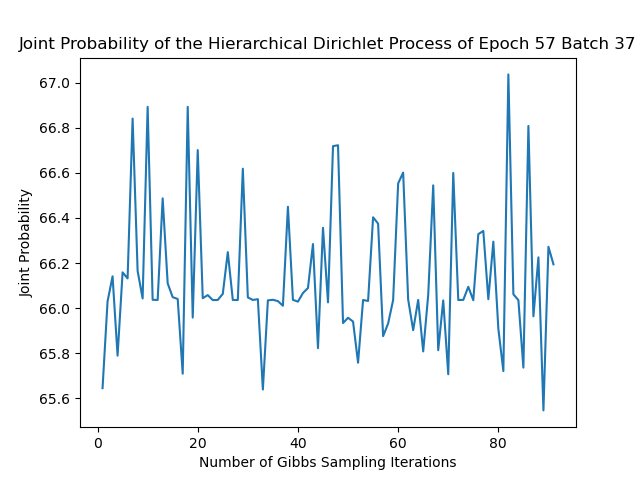 Joint Probability of the Hierarchical Dirichlet Process of Epoch 57 Batch 37
67.0
66.8
66.6
66.4
66.2
66.0
65.8
65.6
Joint Probability
0 20 40 60 80
Number of Gibbs Sampling Iterations